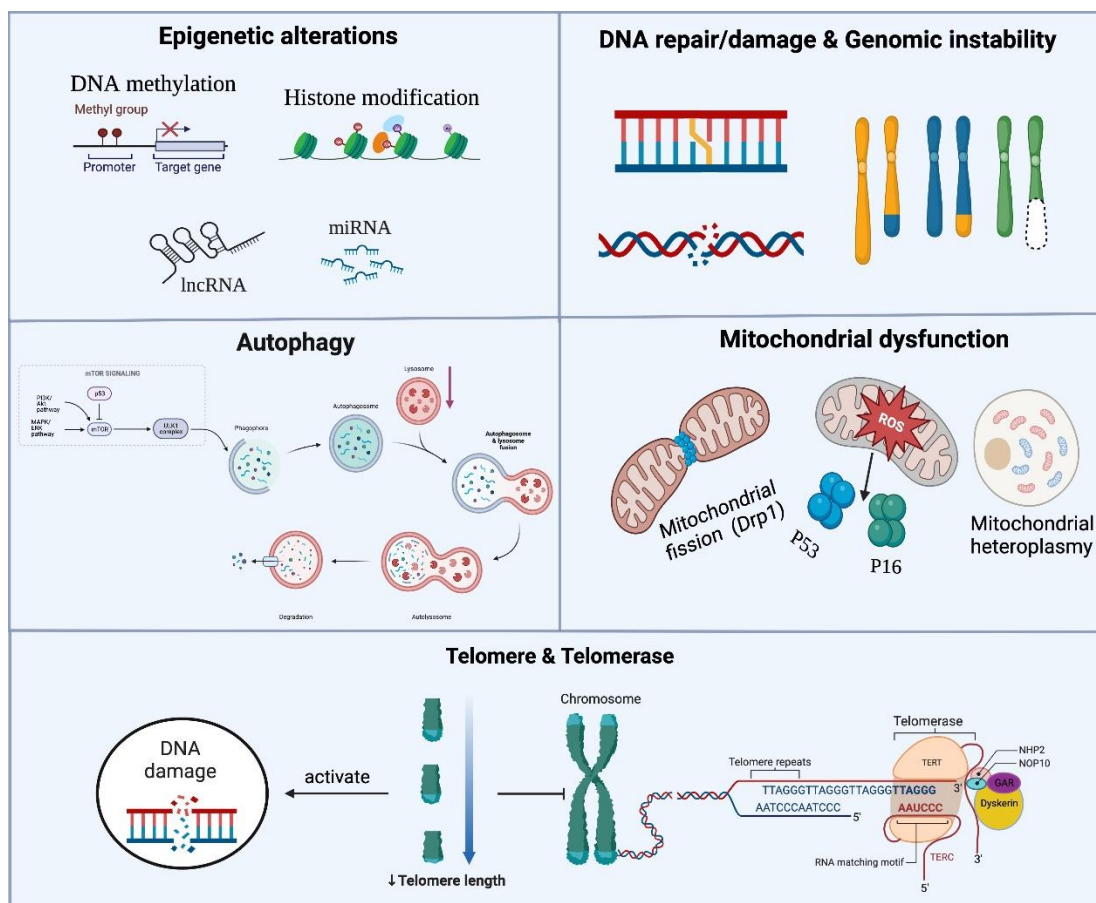 Epigenetic alterations
DNA methylation
Methyl group
Promoter
Target gene
Histone modification
lncRNA
miRNA
DNA repair/damage & Genomic instability
Autophagy
mTOR SIGNALING
PI3K/
Akt
pathway
MAPK/
ERK
pathway
p53
mTOR
ULK1
complex
Phagophora
Autophagosome
Lysosome
Autophagosome
& lysosome
fusion
Autolysosome
Degradation
Mitochondrial dysfunction
Mitochondrial
fission (Drp1)
ROS
P53
P16
Mitochondrial
heteroplasmy
Telomere & Telomerase
DNA
damage
activate
↓Telomere length
Chromosome
Telomere repeats
TTAGGGTTAGGGTTAGGGTTAGGG
3'
AATCCCAATCCC
5'
AAUCCC
Telomerase
TERT
NHP2
NOP10
GAR
Dyskerin
RNA matching motif
TERC
3'
5'